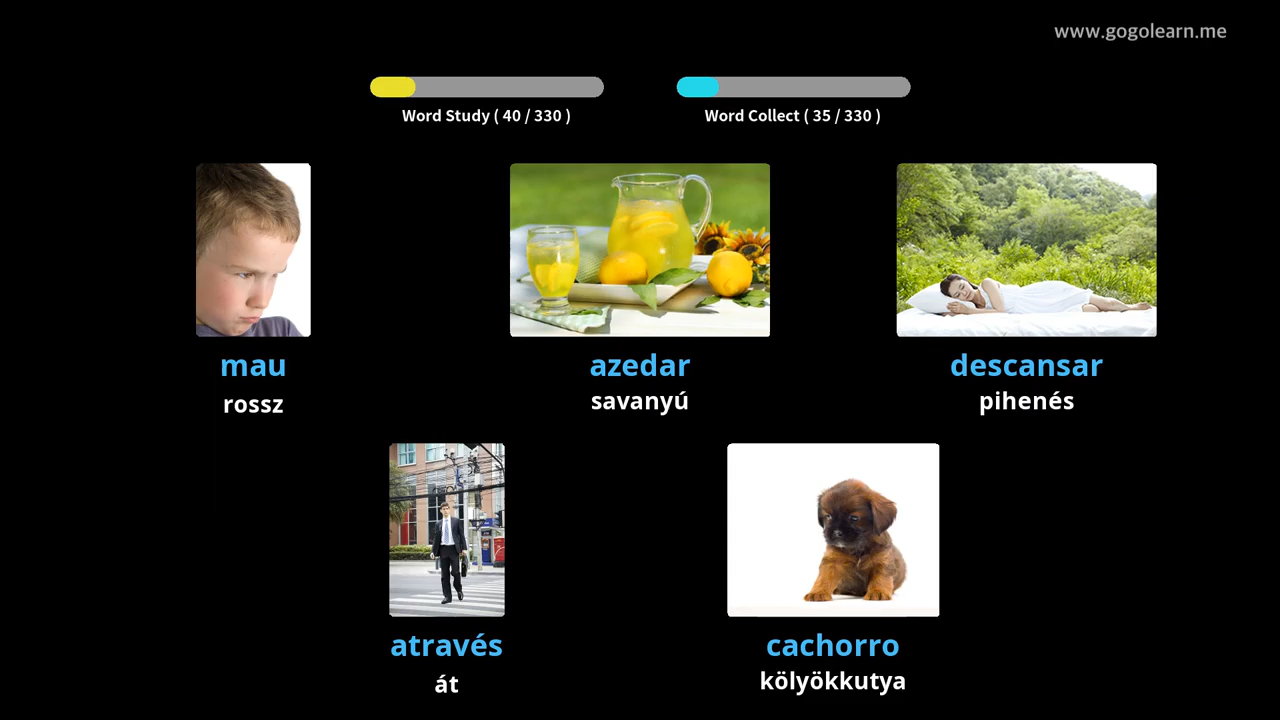 www.gogolearn.me
Word Study ( 40 / 330 )
Word Collect ( 35 / 330 )
mau
rossz
azedar
savanyú
descansar
pihenés
através
át
cachorro
kölyökkutya